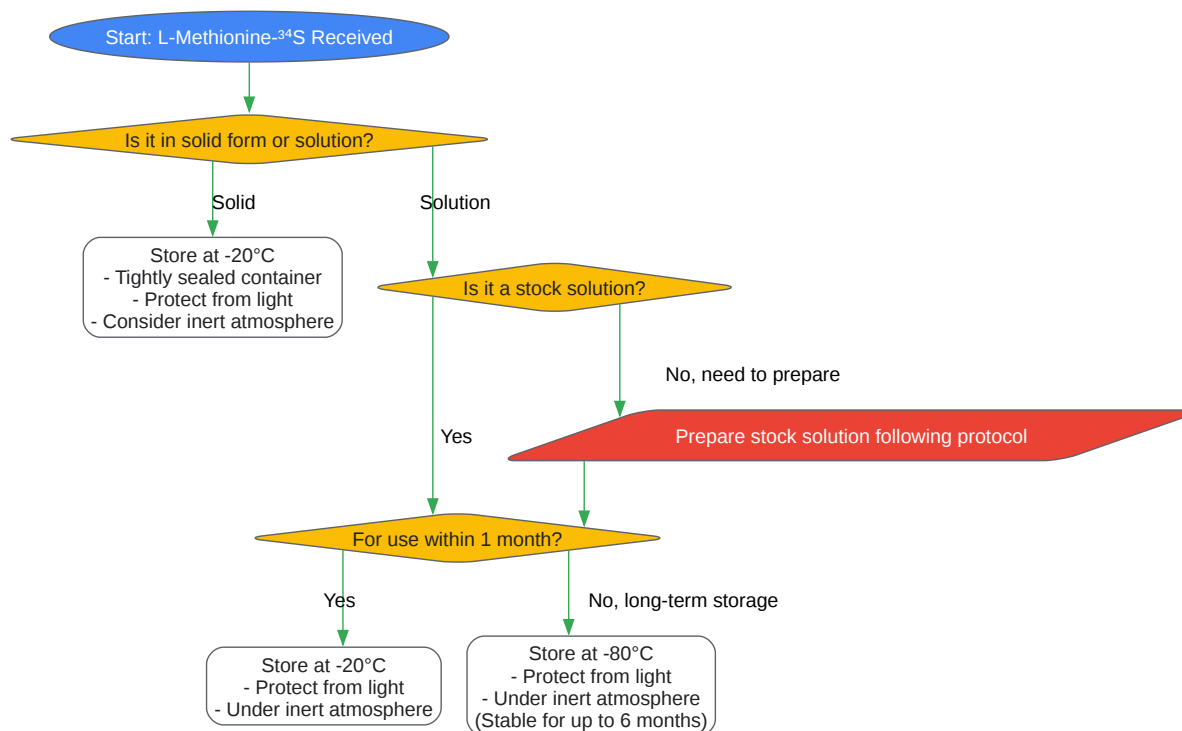 Start: L-Methionine-³⁴S Received
Is it in solid form or solution?
Solid
Solution
Store at -20°C
- Tightly sealed container
- Protect from light
- Consider inert atmosphere
Is it a stock solution?
No, need to prepare
Yes
Prepare stock solution following protocol
For use within 1 month?
Yes
No, long-term storage
Store at -20°C
- Protect from light
- Under inert atmosphere
Store at -80°C
- Protect from light
- Under inert atmosphere
(Stable for up to 6 months)